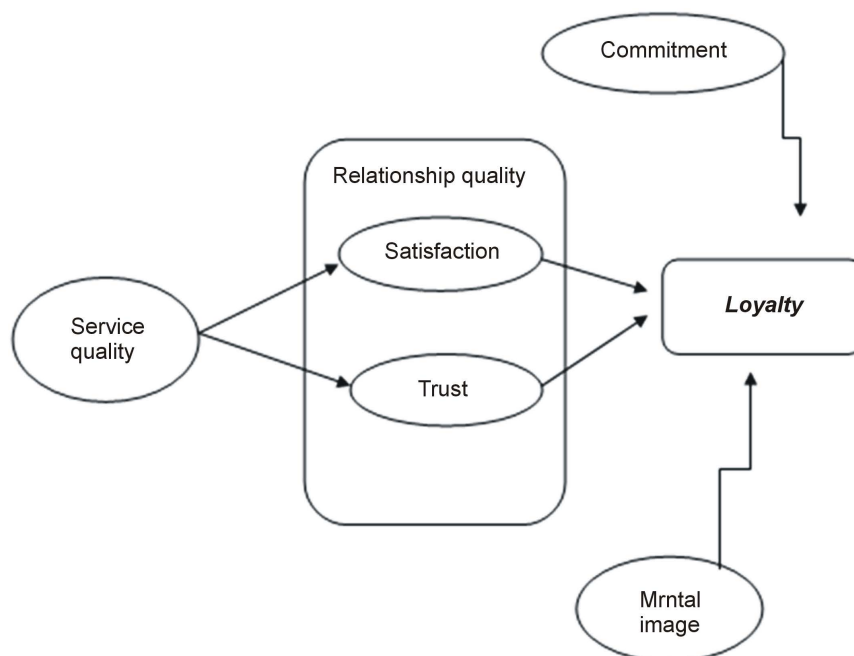 Commitment
Relationship quality
Satisfaction
Loyalty
Service
quality
Trust
Mrntal
image